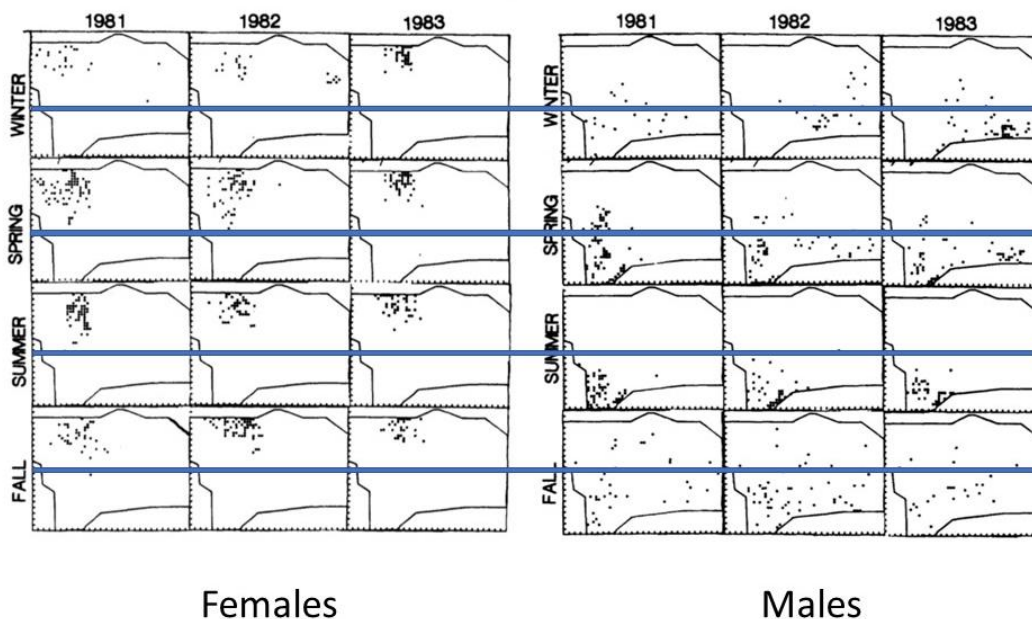 1981 1982 1983
1981 1982 1983
WINTER
WINTER
SPRING
SPRING
SUMMER
SUMMER
FALL
FALL
Females Males